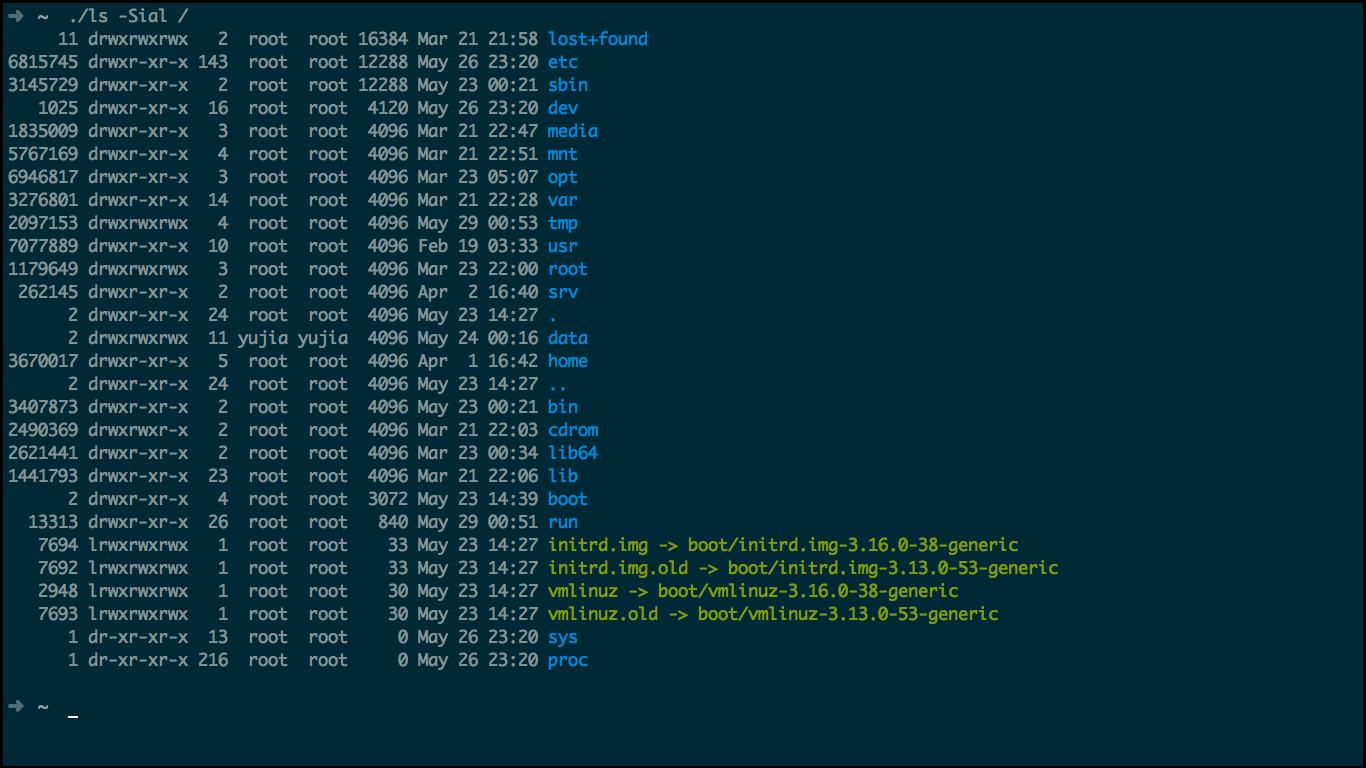 ➜ ~ ./ls -Sial /
     11 drwxrwxrwx   2  root  root 16384 Mar 21 21:58 lost+found
6815745 drwxr-xr-x 143  root  root 12288 May 26 23:20 etc
3145729 drwxr-xr-x   2  root  root 12288 May 23 00:21 sbin
   1025 drwxr-xr-x  16  root  root  4120 May 26 23:20 dev
1835009 drwxr-xr-x   3  root  root  4096 Mar 21 22:47 media
5767169 drwxr-xr-x   4  root  root  4096 Mar 21 22:51 mnt
6946817 drwxr-xr-x   3  root  root  4096 Mar 23 05:07 opt
3276801 drwxr-xr-x  14  root  root  4096 Mar 21 22:28 var
2097153 drwxrwxrwx   4  root  root  4096 May 29 00:53 tmp
7077889 drwxr-xr-x  10  root  root  4096 Feb 19 03:33 usr
1179649 drwxrwxrwx   3  root  root  4096 Mar 23 22:00 root
 262145 drwxr-xr-x   2  root  root  4096 Apr  2 16:40 srv
      2 drwxr-xr-x  24  root  root  4096 May 23 14:27 .
      2 drwxrwxrwx  11 yujia yujia  4096 May 24 00:16 data
3670017 drwxr-xr-x   5  root  root  4096 Apr  1 16:42 home
      2 drwxr-xr-x  24  root  root  4096 May 23 14:27 ..
3407873 drwxr-xr-x   2  root  root  4096 May 23 00:21 bin
2490369 drwxrwxr-x   2  root  root  4096 Mar 21 22:03 cdrom
2621441 drwxr-xr-x   2  root  root  4096 Mar 23 00:34 lib64
1441793 drwxr-xr-x  23  root  root  4096 Mar 21 22:06 lib
      2 drwxr-xr-x   4  root  root  3072 May 23 14:39 boot
  13313 drwxr-xr-x  26  root  root   840 May 29 00:51 run
   7694 lrwxrwxrwx   1  root  root    33 May 23 14:27 initrd.img -> boot/initrd.img-3.16.0-38-generic
   7692 lrwxrwxrwx   1  root  root    33 May 23 14:27 initrd.img.old -> boot/initrd.img-3.13.0-53-generic
   2948 lrwxrwxrwx   1  root  root    30 May 23 14:27 vmlinuz -> boot/vmlinuz-3.16.0-38-generic
   7693 lrwxrwxrwx   1  root  root    30 May 23 14:27 vmlinuz.old -> boot/vmlinuz-3.13.0-53-generic
      1 dr-xr-xr-x  13  root  root     0 May 26 23:20 sys
      1 dr-xr-xr-x 216  root  root     0 May 26 23:20 proc
➜ ~ _